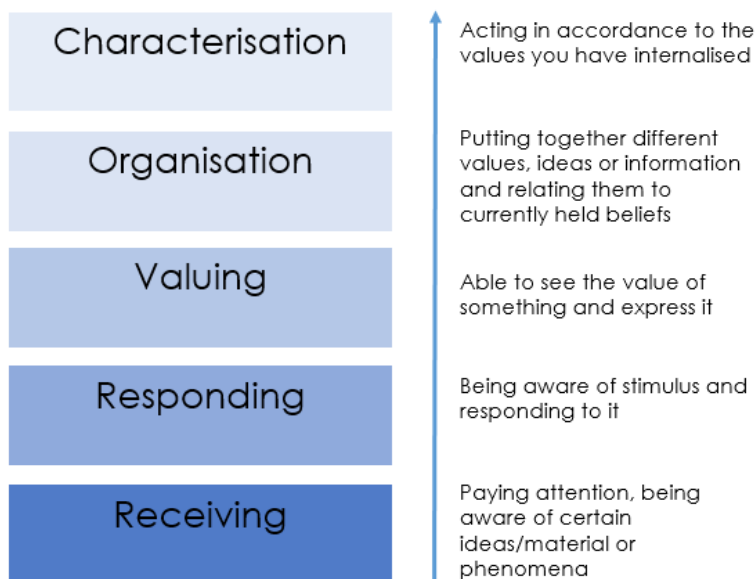 Characterisation
Acting in accordance to the
values you have internalised
Organisation
Putting together different
values, ideas or information
and relating them to
currently held beliefs
Valuing
Able to see the value of
something and express it
Responding
Being aware of stimulus and
responding to it
Receiving
Paying attention, being
aware of certain
ideas/material or
phenomena